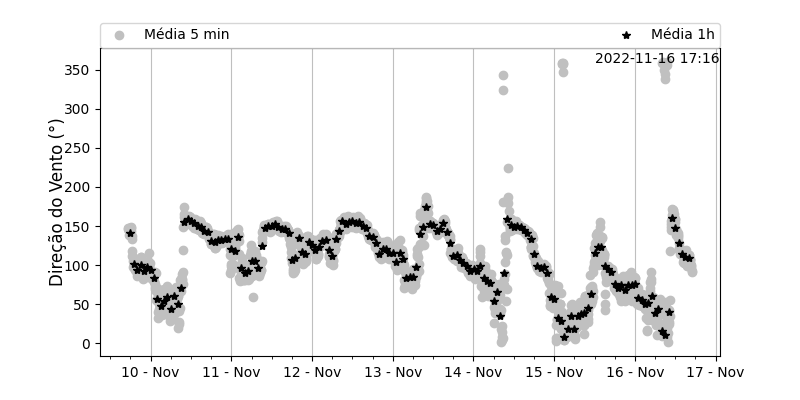 Média 5 min
Média 1h
2022-11-16 17:16
Direção do Vento (°)
350
300
250
200
150
100
50
0
10 - Nov
11 - Nov
12 - Nov
13 - Nov
14 - Nov
15 - Nov
16 - Nov
17 - Nov